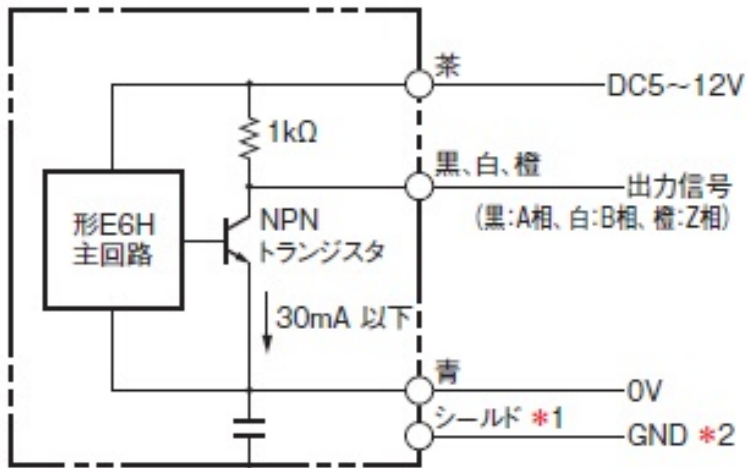 茶
DC5～12V
1kΩ
黒、白、橙
出力信号
(黒:A相、白:B相、橙:Z相)
形E6H
主回路
NPN
トランジスタ
30mA 以下
青
0V
シールド *1
GND *2